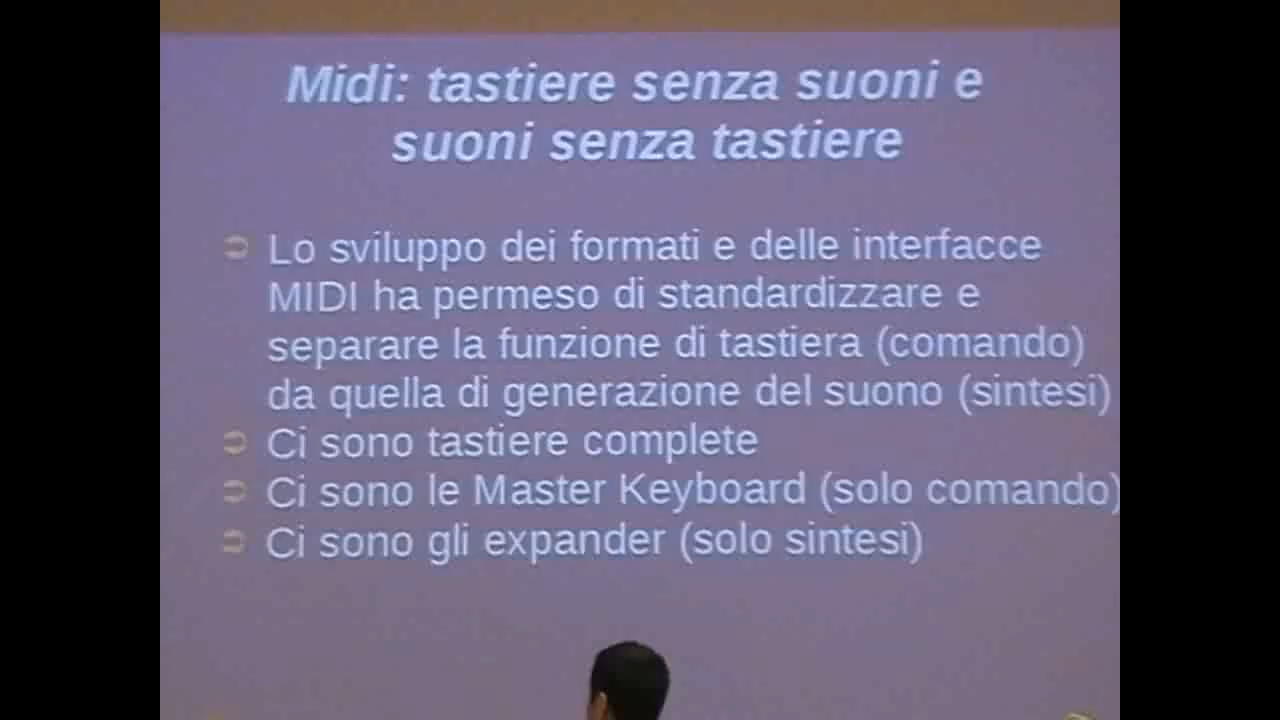 Midi: tastiere senza suoni e
suoni senza tastiere
Lo sviluppo dei formati e delle interfacce
MIDI ha permeso di standardizzare e
separare la funzione di tastiera (comando)
da quella di generazione del suono (sintesi)
Ci sono tastiere complete
Ci sono le Master Keyboard (solo comando)
Ci sono gli expander (solo sintesi)